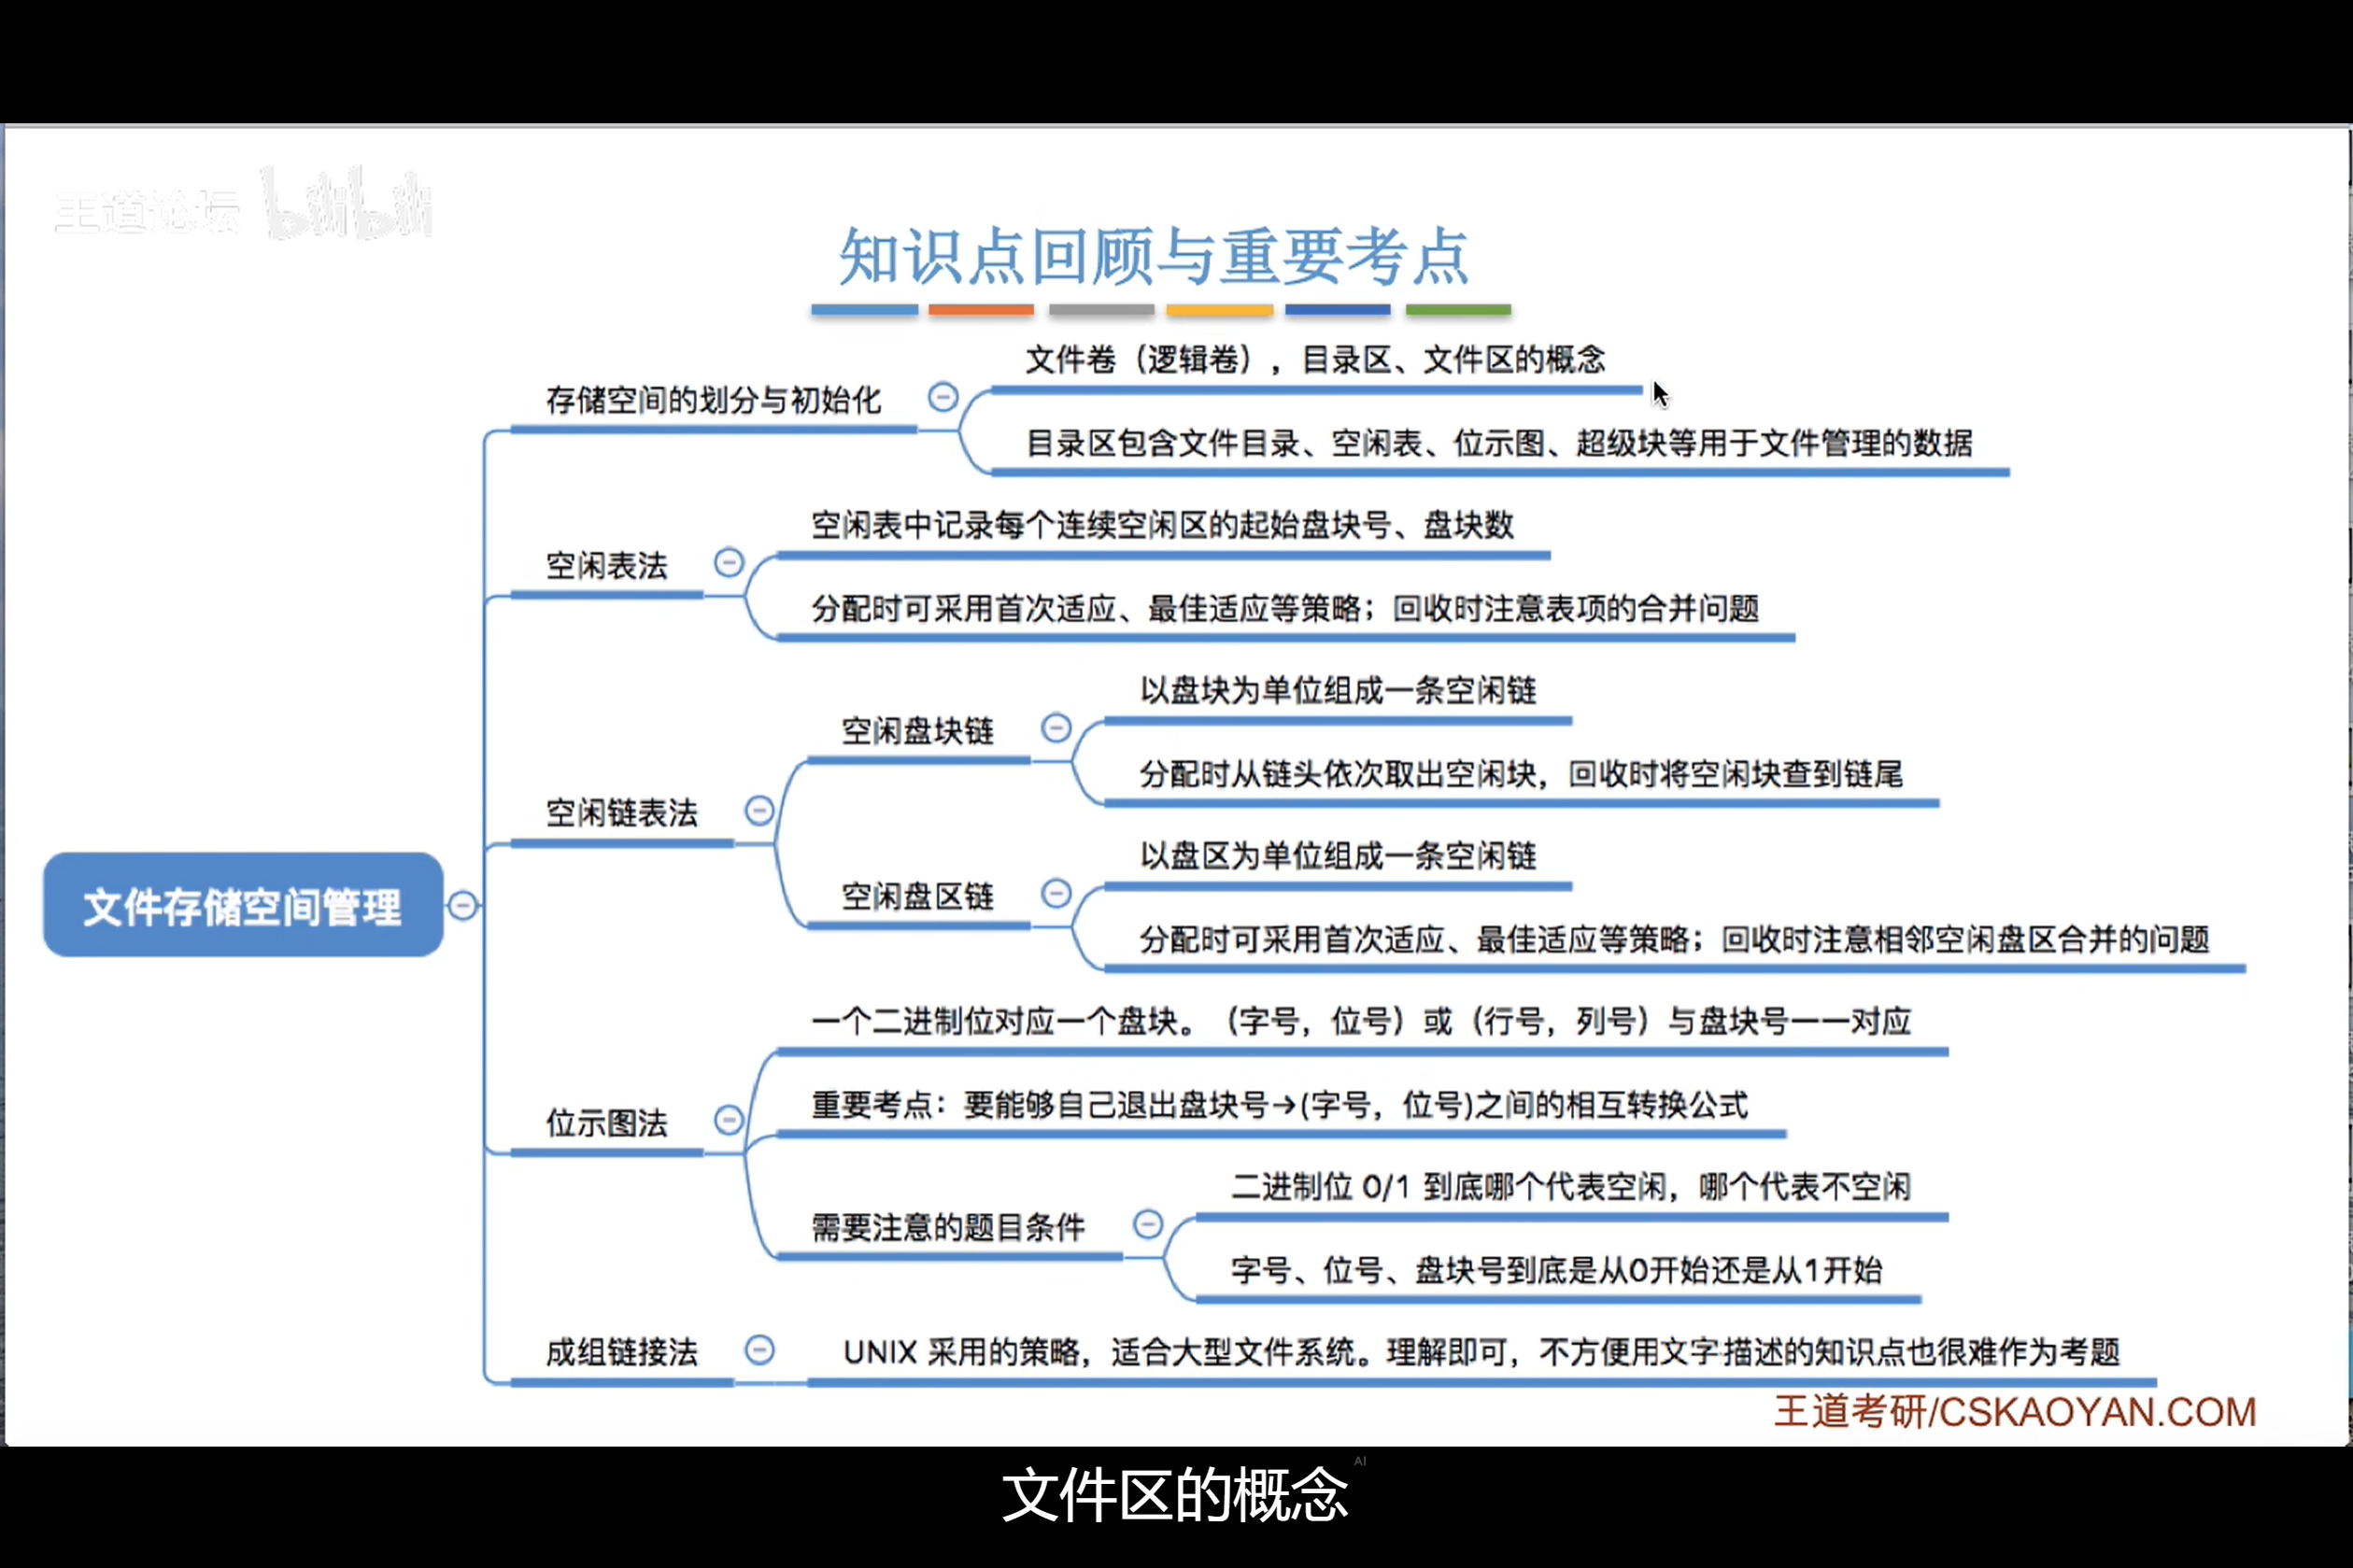 王道论坛 bilibili
知识点回顾与重要考点
文件卷（逻辑卷），目录区、文件区的概念
存储空间的划分与初始化
目录区包含文件目录、空闲表、位示图、超级块等用于文件管理的数据
空闲表中记录每个连续空闲区的起始盘块号、盘块数
空闲表法
分配时可采用首次适应、最佳适应等策略；回收时注意表项的合并问题
以盘块为单位组成一条空闲链
空闲盘块链
分配时从链头依次取出空闲块，回收时将空闲块查到链尾
空闲链表法
以盘区为单位组成一条空闲链
空闲盘区链
分配时可采用首次适应、最佳适应等策略；回收时注意相邻空闲盘区合并的问题
文件存储空间管理
一个二进制位对应一个盘块。（字号，位号）或（行号，列号）与盘块号一一对应
重要考点：要能够自己退出盘块号→(字号，位号)之间的相互转换公式
位示图法
二进制位 0/1 到底哪个代表空闲，哪个代表不空闲
需要注意的题目条件
字号、位号、盘块号到底是从0开始还是从1开始
成组链接法
UNIX 采用的策略，适合大型文件系统。理解即可，不方便用文字描述的知识点也很难作为考题
王道考研/CSKAOYAN.COM
文件区的概念
AI